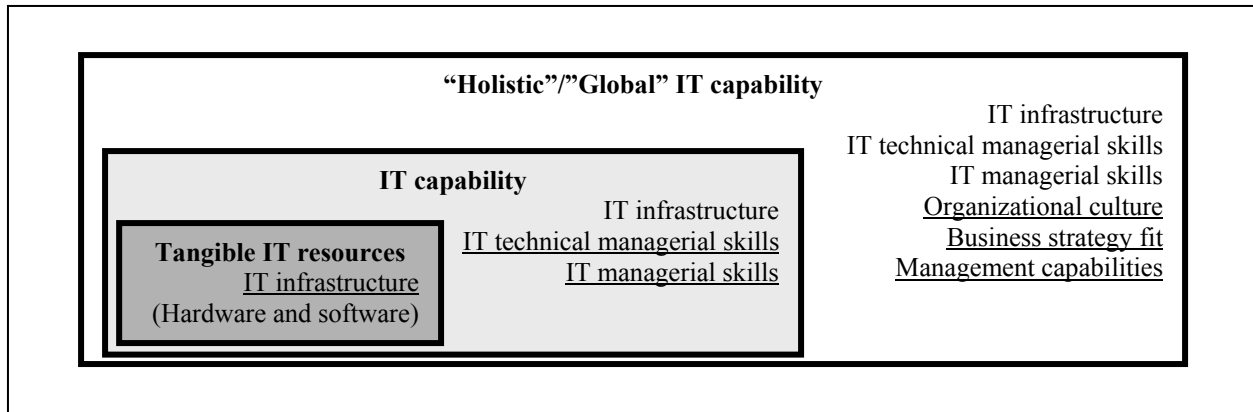 “Holistic”/”Global” IT capability
IT infrastructure
IT technical managerial skills
IT managerial skills
Organizational culture
Business strategy fit
Management capabilities
IT capability
IT infrastructure
IT technical managerial skills
IT managerial skills
Tangible IT resources
IT infrastructure
(Hardware and software)